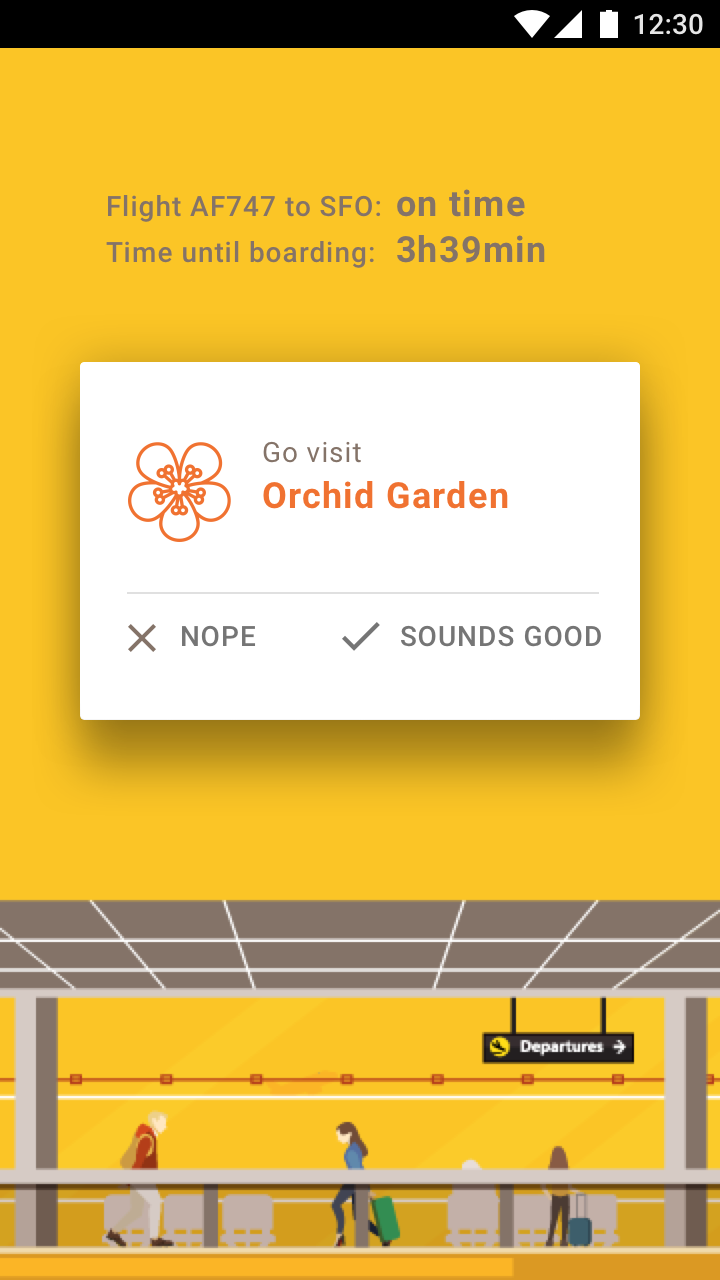 12:30
Flight AF747 to SFO: on time
Time until boarding: 3h39min
Go visit
Orchid Garden
NOPE SOUNDS GOOD
Departures →